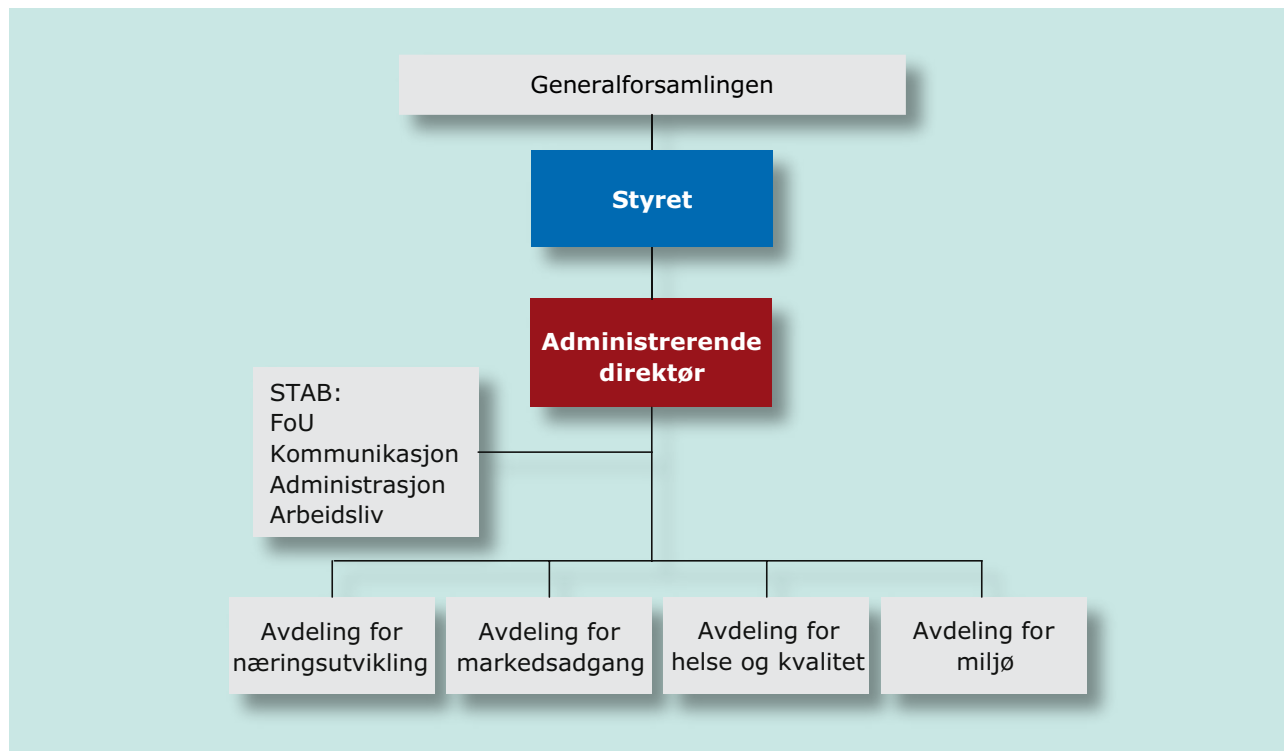 Generalforsamlingen
Styret
Administrerende
direktør
STAB:
FoU
Kommunikasjon
Administrasjon
Arbeidsliv
Avdeling for
næringsutvikling
Avdeling for
markedsadgang
Avdeling for
helse og kvalitet
Avdeling for
miljø